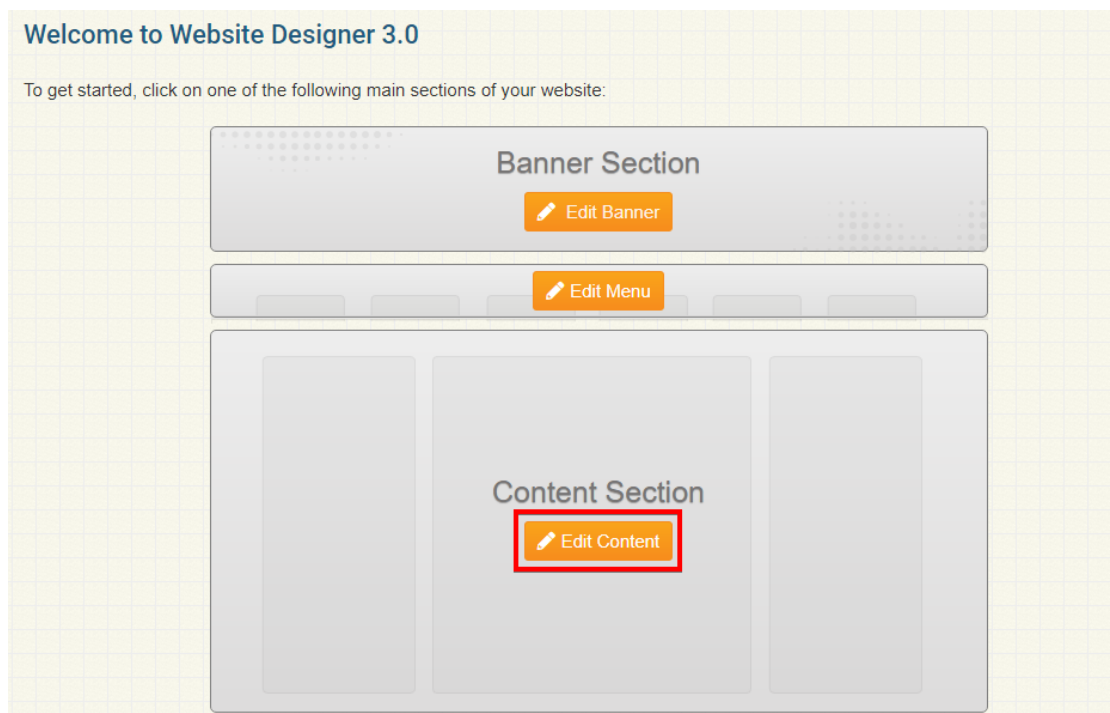 Welcome to Website Designer 3.0
To get started, click on one of the following main sections of your website:
Banner Section
Edit Banner
Edit Menu
Content Section
Edit Content